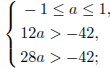 -1 ≤ a ≤ 1,
12a > -42,
28a > -42;